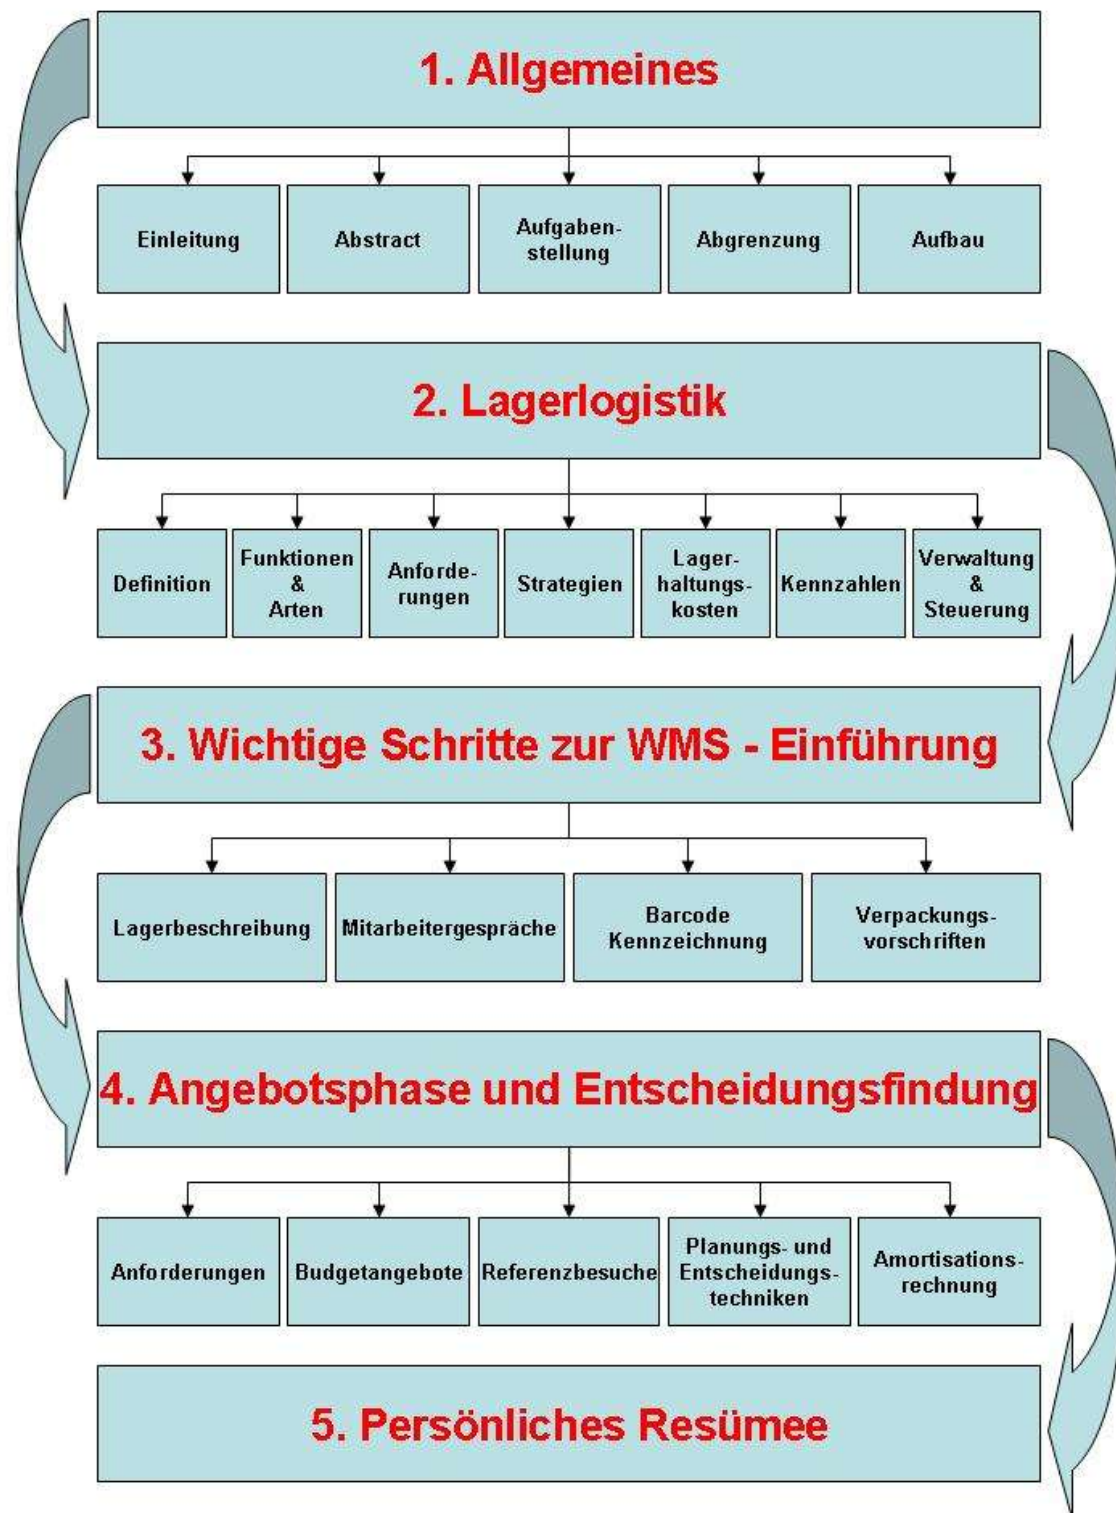 1. Allgemeines
Einleitung
Abstract
Aufgaben-
stellung
Abgrenzung
Aufbau
2. Lagerlogistik
Definition
Funktionen
&
Arten
Anforde-
rungen
Strategien
Lager-
haltungs-
kosten
Kennzahlen
Verwaltung
&
Steuerung
3. Wichtige Schritte zur WMS - Einführung
Lagerbeschreibung
Mitarbeitergespräche
Barcode
Kennzeichnung
Verpackungs-
vorschriften
4. Angebotsphase und Entscheidungsfindung
Anforderungen
Budgetangebote
Referenzbesuche
Planungs- und
Entscheidungs-
techniken
Amortisations-
rechnung
5. Persönliches Resümee